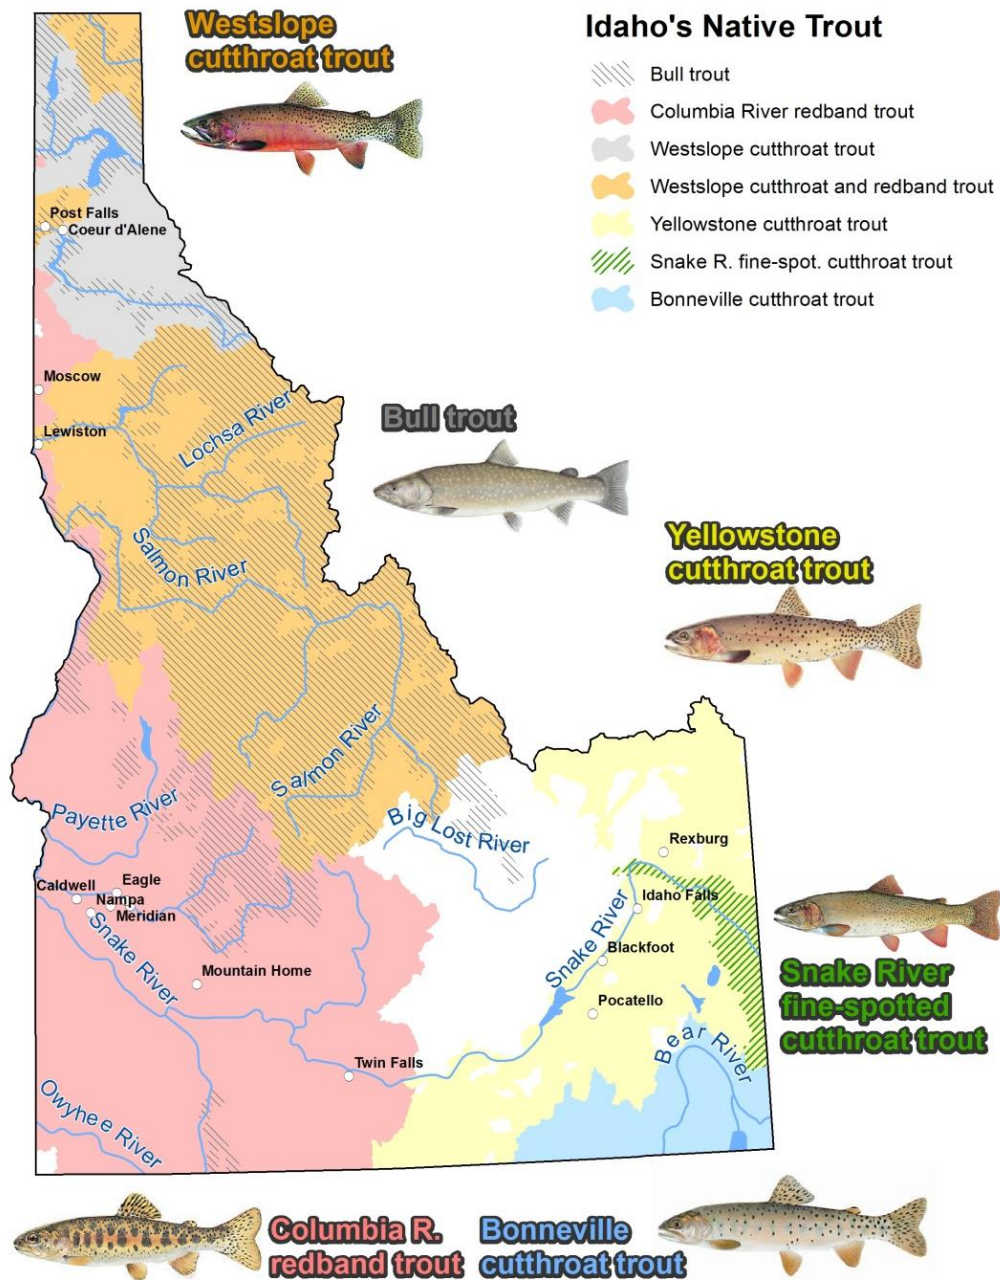 Westslope
cutthroat trout
Idaho's Native Trout
Bull trout
Columbia River redband trout
Westslope cutthroat trout
Westslope cutthroat and redband trout
Yellowstone cutthroat trout
Snake R. fine-spot. cutthroat trout
Bonneville cutthroat trout
Post Falls
Coeur d'Alene
Moscow
Lewiston
Lochsa River
Bull trout
Salmon River
Yellowstone
cutthroat trout
Salmon River
Payette River
Big Lost River
Rexburg
Caldwell
Eagle
Nampa
Meridian
Idaho Falls
Snake River
Snake River
Blackfoot
Mountain Home
Pocatello
Snake River
fine-spotted
cutthroat trout
Bear River
Twin Falls
Owyhee River
Columbia R.
redband trout
Bonneville
cutthroat trout